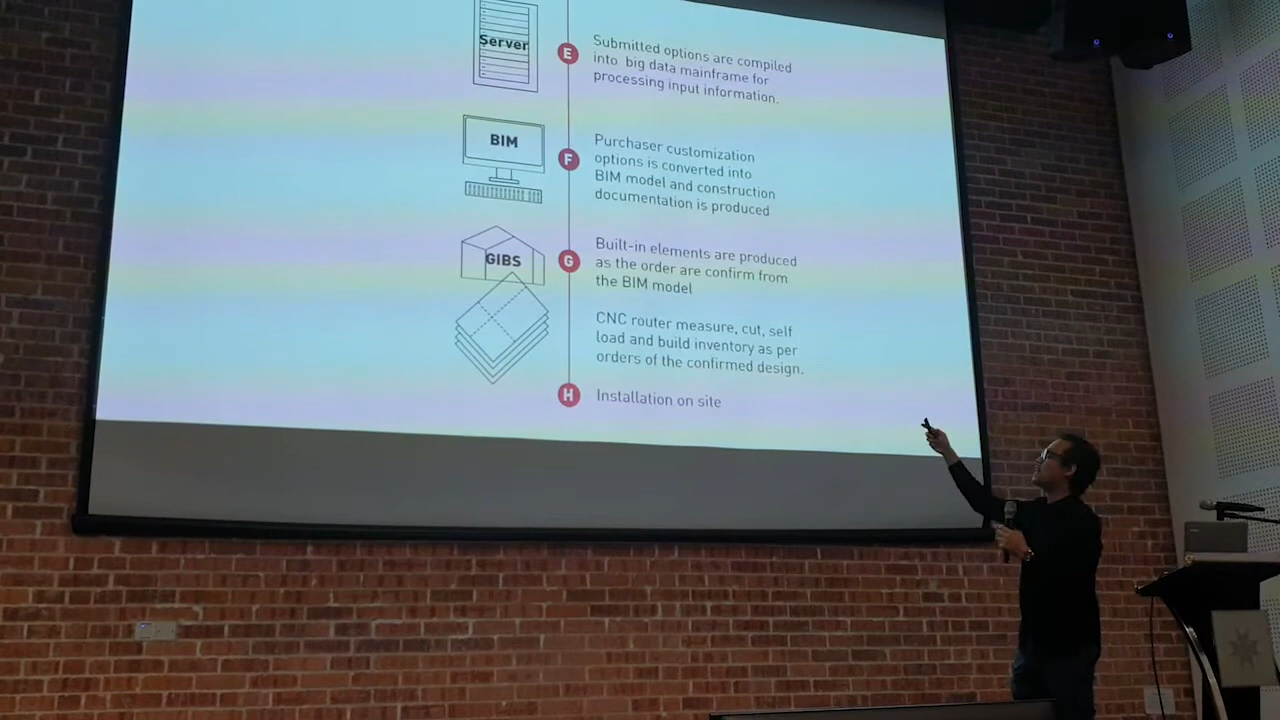 Server
E
Submitted options are compiled
into big data mainframe for
processing input information.
BIM
F
Purchaser customization
options is converted into
BIM model and construction
documentation is produced
GIBS
G
Built-in elements are produced
as the order are confirm from
the BIM model
CNC router measure, cut, self
load and build inventory as per
orders of the confirmed design.
H
Installation on site